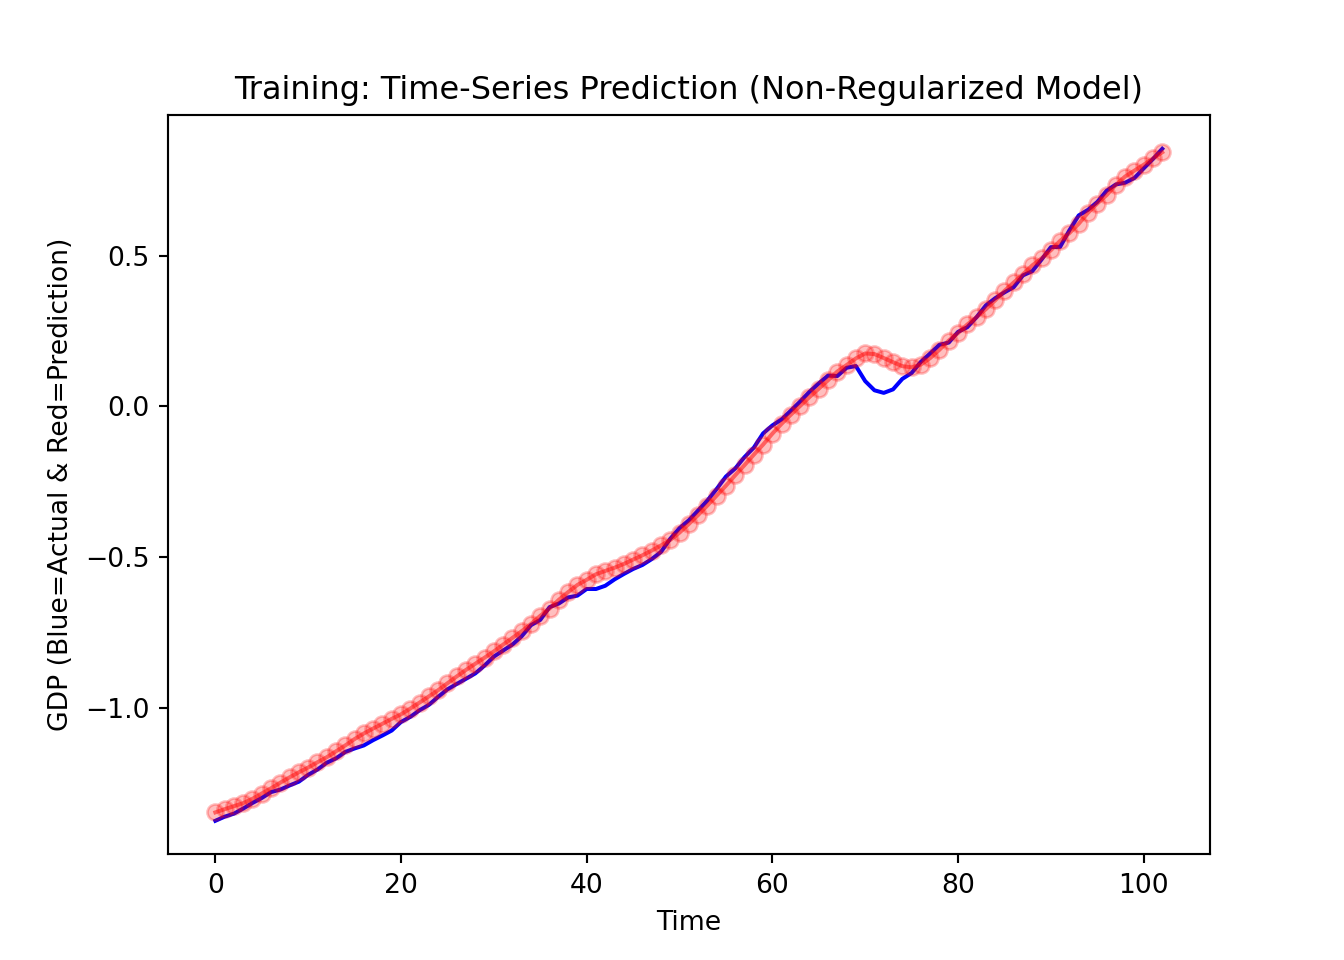 Training: Time-Series Prediction (Non-Regularized Model)
GDP (Blue=Actual & Red=Prediction)
0.5
0.0
−0.5
−1.0
0 20 40 60 80 100
Time